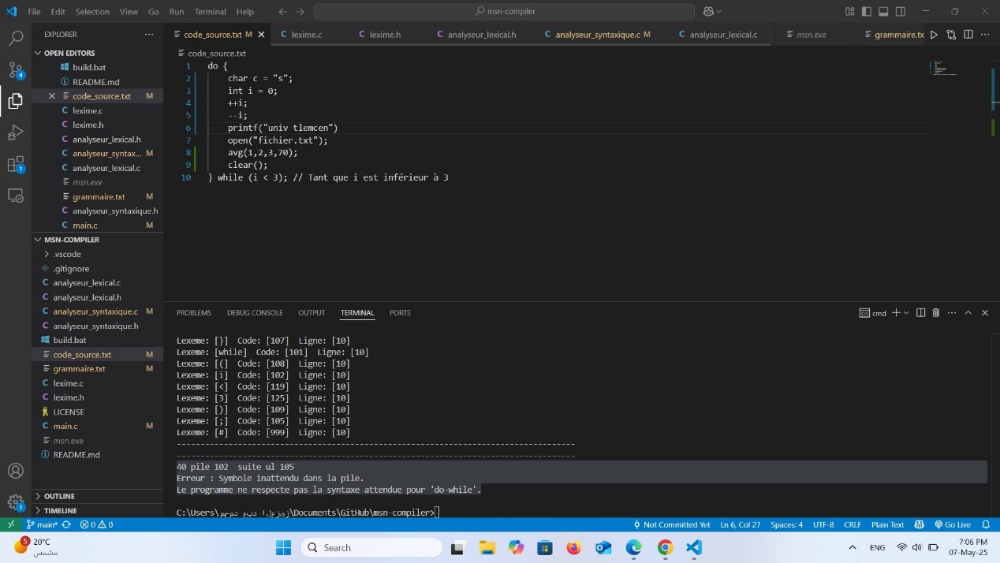 File Edit Selection View Go Run Terminal Help
msn-compiler
EXPLORER
OPEN EDITORS
build.bat
README.md
code_source.txt M
lexime.c
lexime.h
analyseur_lexical.h
analyseur_syntax... M
analyseur_lexical.c
msn.exe
grammaire.txt M
analyseur_syntaxique.h
main.c M
MSN-COMPILER
.vscode
.gitignore
analyseur_lexical.c
analyseur_lexical.h
analyseur_syntaxique.c M
analyseur_syntaxique.h
build.bat
code_source.txt M
grammaire.txt M
lexime.c
lexime.h
LICENSE
main.c M
msn.exe
README.md
OUTLINE
TIMELINE
4
1
1
code_source.txt M lexime.c lexime.h analyseur_lexical.h analyseur_syntaxique.c M analyseur_lexical.c msn.exe grammaire.tx
code_source.txt
1 do {
2 char c = "s";
3 int i = 0;
4 ++i;
5 --i;
6 printf("univ tlemcen")
7 open("fichier.txt");
8 avg(1,2,3,70);
9 clear();
10 } while (i < 3); // Tant que i est inférieur à 3
PROBLEMS DEBUG CONSOLE OUTPUT TERMINAL PORTS
cmd
Lexeme: [}] Code: [107] Ligne: [10]
Lexeme: [while] Code: [101] Ligne: [10]
Lexeme: [(] Code: [108] Ligne: [10]
Lexeme: [i] Code: [102] Ligne: [10]
Lexeme: [<] Code: [119] Ligne: [10]
Lexeme: [3] Code: [125] Ligne: [10]
Lexeme: [)] Code: [109] Ligne: [10]
Lexeme: [;] Code: [105] Ligne: [10]
Lexeme: [#] Code: [999] Ligne: [10]
--------------------------------------------------------------------------------------
--------------------------------------------------------------------------------------
40 pile 102 suite ul 105
Erreur : Symbole inattendu dans la pile.
Le programme ne respecte pas la syntaxe attendue pour 'do-while'.
C:\Users\محمد عبد العزيز\Documents\GitHub\msn-compiler>
main* 0 0 Not Committed Yet Ln 6, Col 27 Spaces: 4 UTF-8 CRLF Plain Text Go Live
5
20°C
مشمس
Search
ENG
7:06 PM
07-May-25